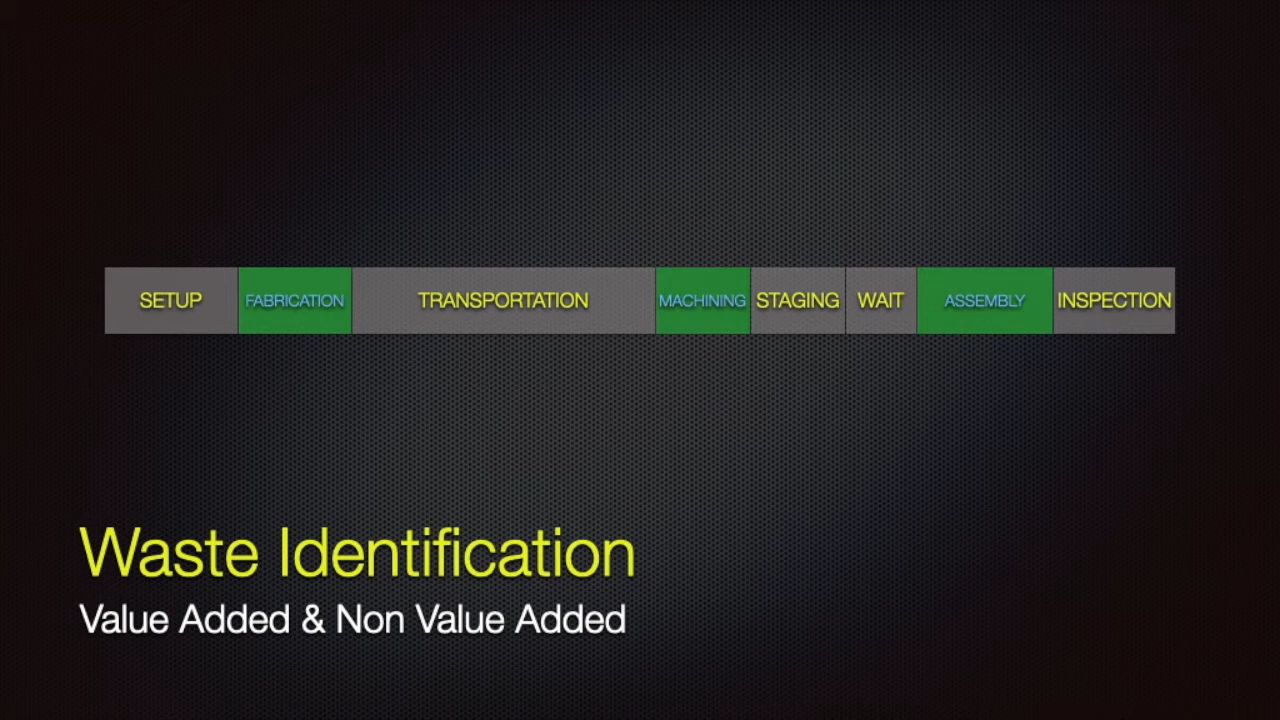 SETUP FABRICATION TRANSPORTATION MACHINING STAGING WAIT ASSEMBLY INSPECTION
Waste Identification
Value Added & Non Value Added